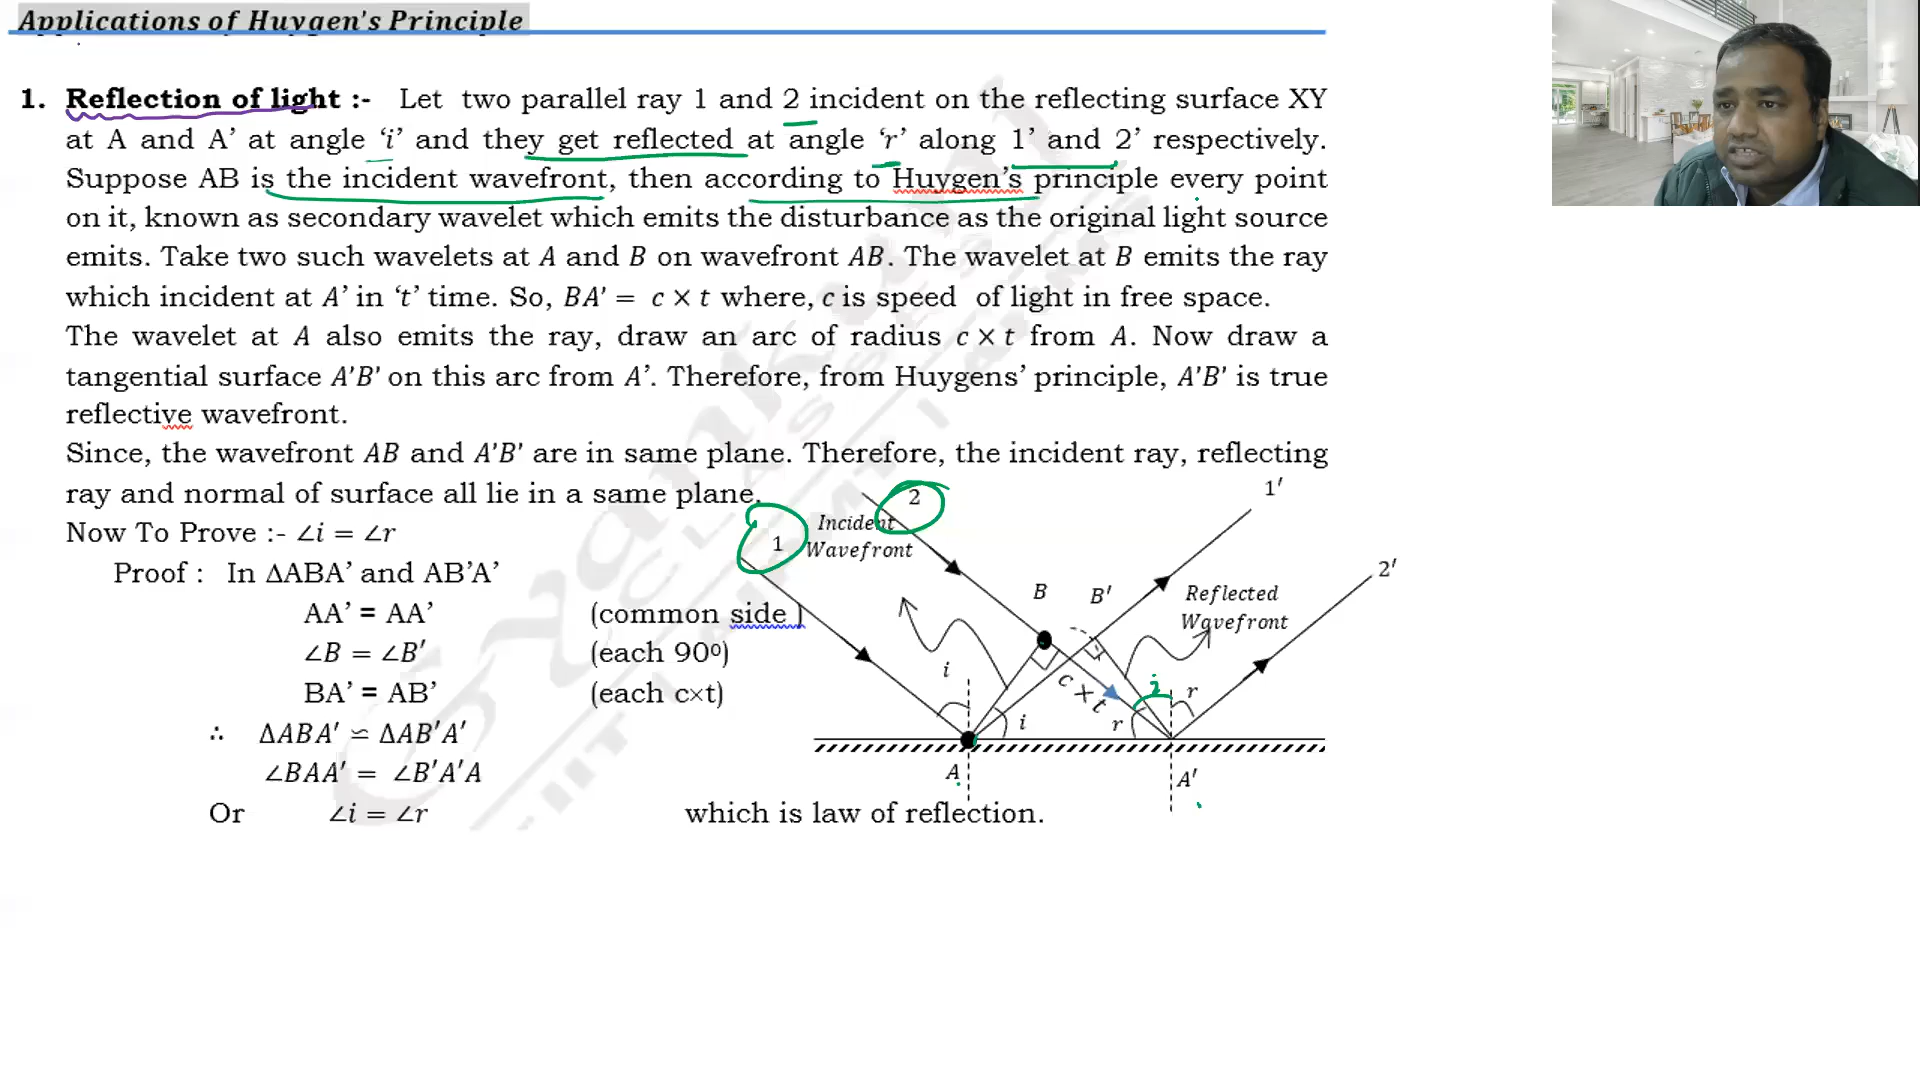 Applications of Huygen's Principle
1. Reflection of light :- Let two parallel ray 1 and 2 incident on the reflecting surface XY
at A and A’ at angle ‘i’ and they get reflected at angle ‘r’ along 1’ and 2’ respectively.
Suppose AB is the incident wavefront, then according to Huygen’s principle every point
on it, known as secondary wavelet which emits the disturbance as the original light source
emits. Take two such wavelets at A and B on wavefront AB. The wavelet at B emits the ray
which incident at A’ in ‘t’ time. So, BA' = c × t where, c is speed of light in free space.
The wavelet at A also emits the ray, draw an arc of radius c × t from A. Now draw a
tangential surface A'B' on this arc from A’. Therefore, from Huygens’ principle, A'B' is true
reflective wavefront.
Since, the wavefront AB and A'B' are in same plane. Therefore, the incident ray, reflecting
ray and normal of surface all lie in a same plane.
Now To Prove :- ∠i = ∠r
Proof : In ΔABA’ and AB’A’
AA’ = AA’ (common side )
∠B = ∠B′ (each 90⁰)
BA’ = AB’ (each c×t)
∴ ΔABA′ ≃ ΔAB′A′
∠BAA′ = ∠B′A′A
Or ∠i = ∠r which is law of reflection.
1
2
Incident
Wavefront
B
B′
1′
2′
Reflected
Wavefront
i
i
c × t
r
i
r
A
A′